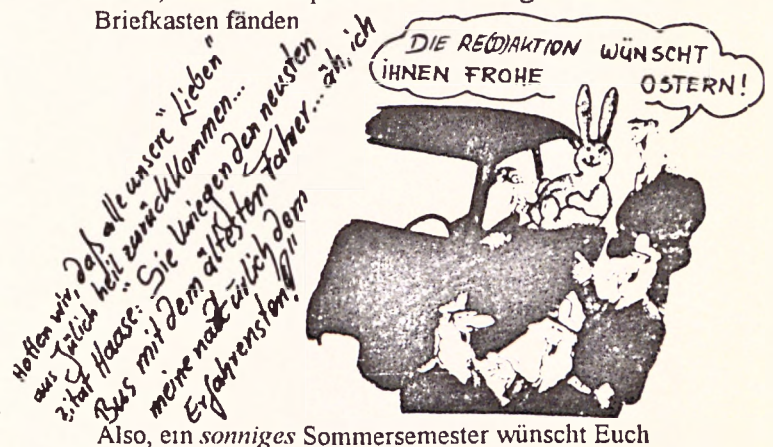 Briefkasten fänden
DIE RE(D)AKTION WÜNSCHT
IHNEN FROHE OSTERN!
Hoffen wir, daß alle unsere "Lieben"
aus Jülich heil zurückkommen...
Zitat Haase: "Sie kriegen den neusten
Bus mit dem ältesten Fahrer... äh, ich
meine natürlich dem
Erfahrensten!"
Also, ein sonniges Sommersemester wünscht Euch